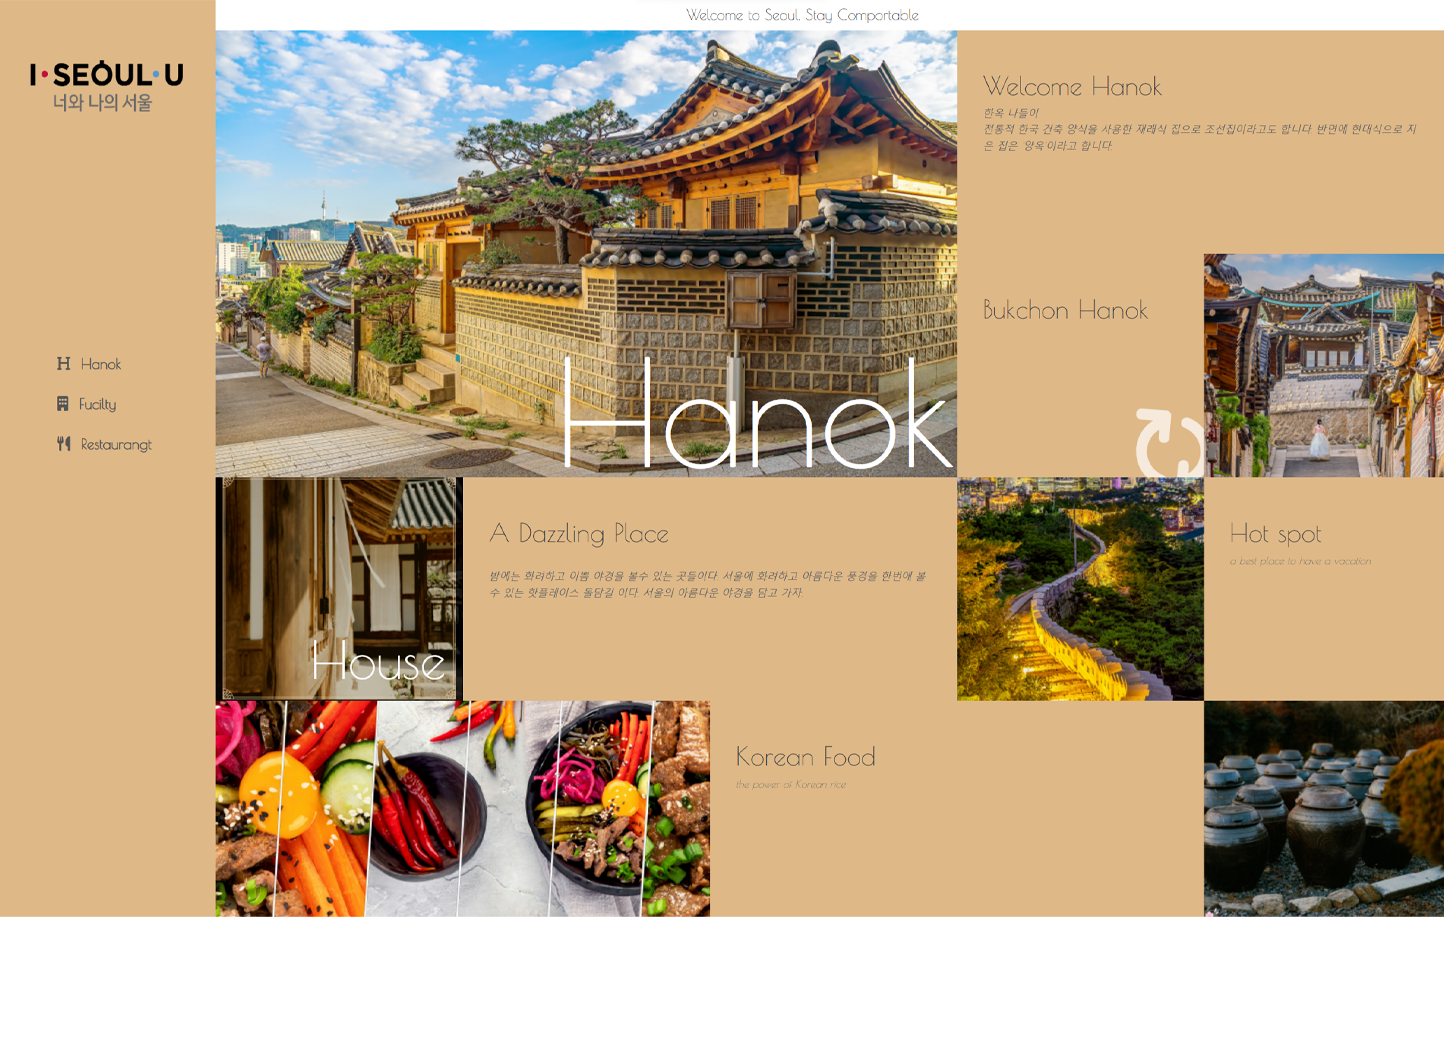 Welcome to Seoul. Stay Comportable
I·SEOUL·U
너와 나의 서울
Hanok
Fucilty
Restaurangt
Hanok
Welcome Hanok
한옥 나들이
전통적 한국 건축 양식을 사용한 재래식 집으로 조선집이라고도 합니다. 반면에 현대식으로 지
은 집은 '양옥'이라고 합니다.
Bukchon Hanok
House
A Dazzling Place
밤에는 화려하고 이쁨 야경을 볼수 있는 곳들이다. 서울에 화려하고 아름다운 풍경을 한번에 볼
수 있는 핫플레이스 돌담길 이다. 서울의 아름다운 야경을 담고 가자.
Hot spot
a best place to have a vacation
Korean Food
the power of Korean rice